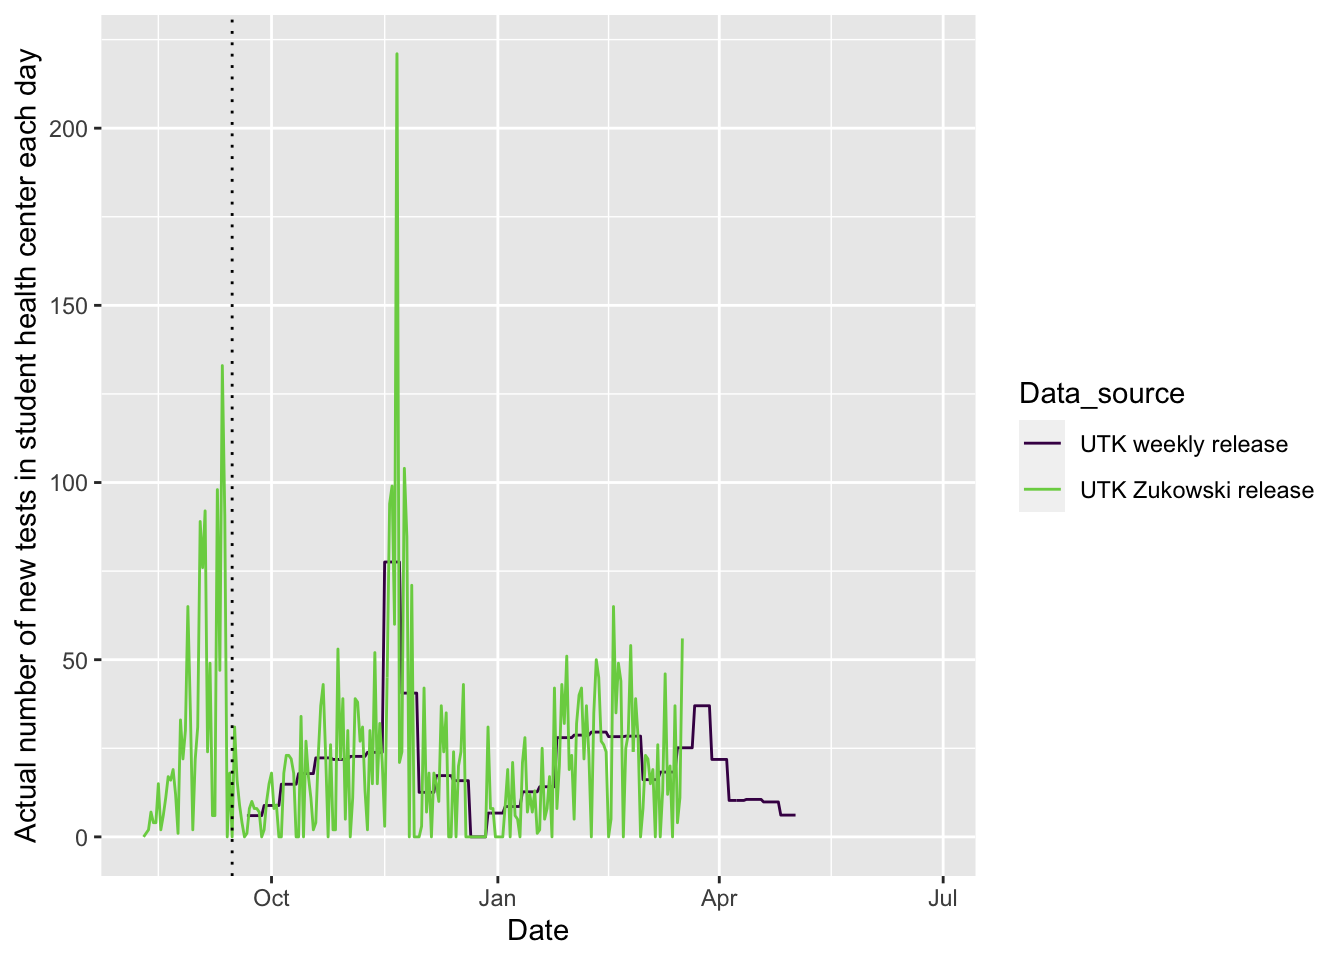 Actual number of new tests in student health center each day
200
150
100
50
0
Oct
Jan
Apr
Jul
Date
Data_source
UTK weekly release
UTK Zukowski release